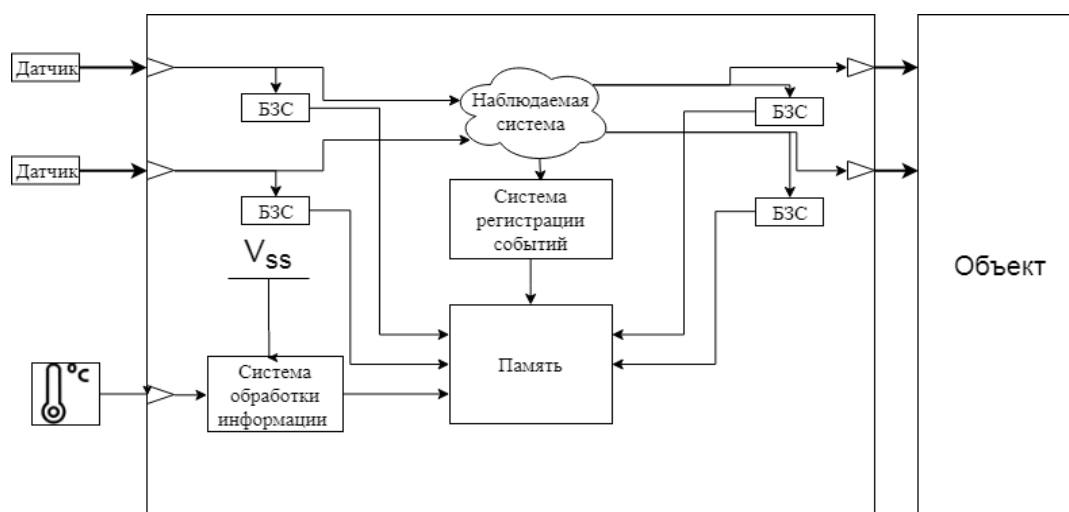 Датчик
БЗС
Наблюдаемая
система
БЗС
Датчик
БЗС
Система
регистрации
событий
БЗС
Vss
Объект
°C
Система
обработки
информации
Память